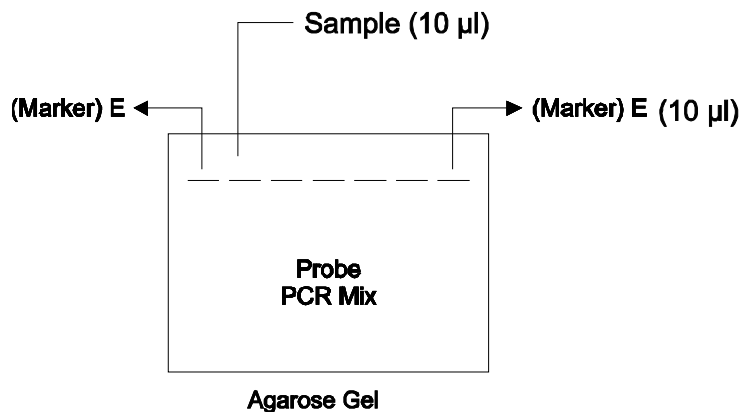 Sample (10 µl)
(Marker) E
(Marker) E (10 µl)
Probe
PCR Mix
Agarose Gel